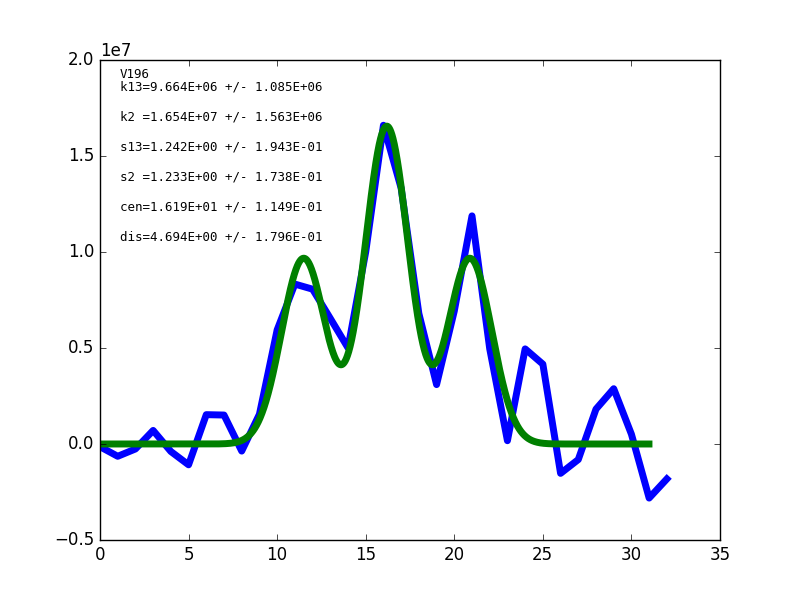 1e7
2.0
V196
k13=9.664E+06 +/- 1.085E+06
k2 =1.654E+07 +/- 1.563E+06
1.5
s13=1.242E+00 +/- 1.943E-01
s2 =1.233E+00 +/- 1.738E-01
cen=1.619E+01 +/- 1.149E-01
dis=4.694E+00 +/- 1.796E-01
1.0
0.5
0.0
−0.5
0 5 10 15 20 25 30 35